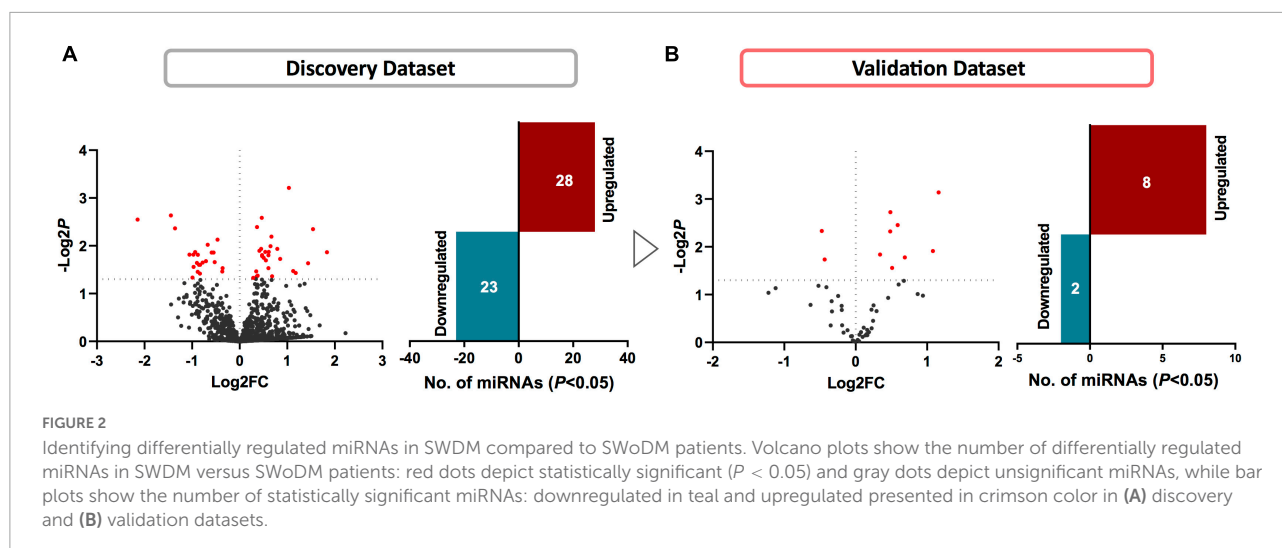 A
Discovery Dataset
4
3
2
1
0
-Log2P
-3
-2
-1
0
1
2
3
Log2FC
28
Upregulated
23
Downregulated
-40
-20
0
20
40
No. of miRNAs (P<0.05)
B
Validation Dataset
4
3
2
1
0
-Log2P
-2
-1
0
1
2
Log2FC
8
Upregulated
2
Downregulated
-5
0
5
10
No. of miRNAs (P<0.05)
FIGURE 2
Identifying differentially regulated miRNAs in SWDM compared to SWoDM patients. Volcano plots show the number of differentially regulated
miRNAs in SWDM versus SWoDM patients: red dots depict statistically significant (P < 0.05) and gray dots depict unsignificant miRNAs, while bar
plots show the number of statistically significant miRNAs: downregulated in teal and upregulated presented in crimson color in (A) discovery
and (B) validation datasets.